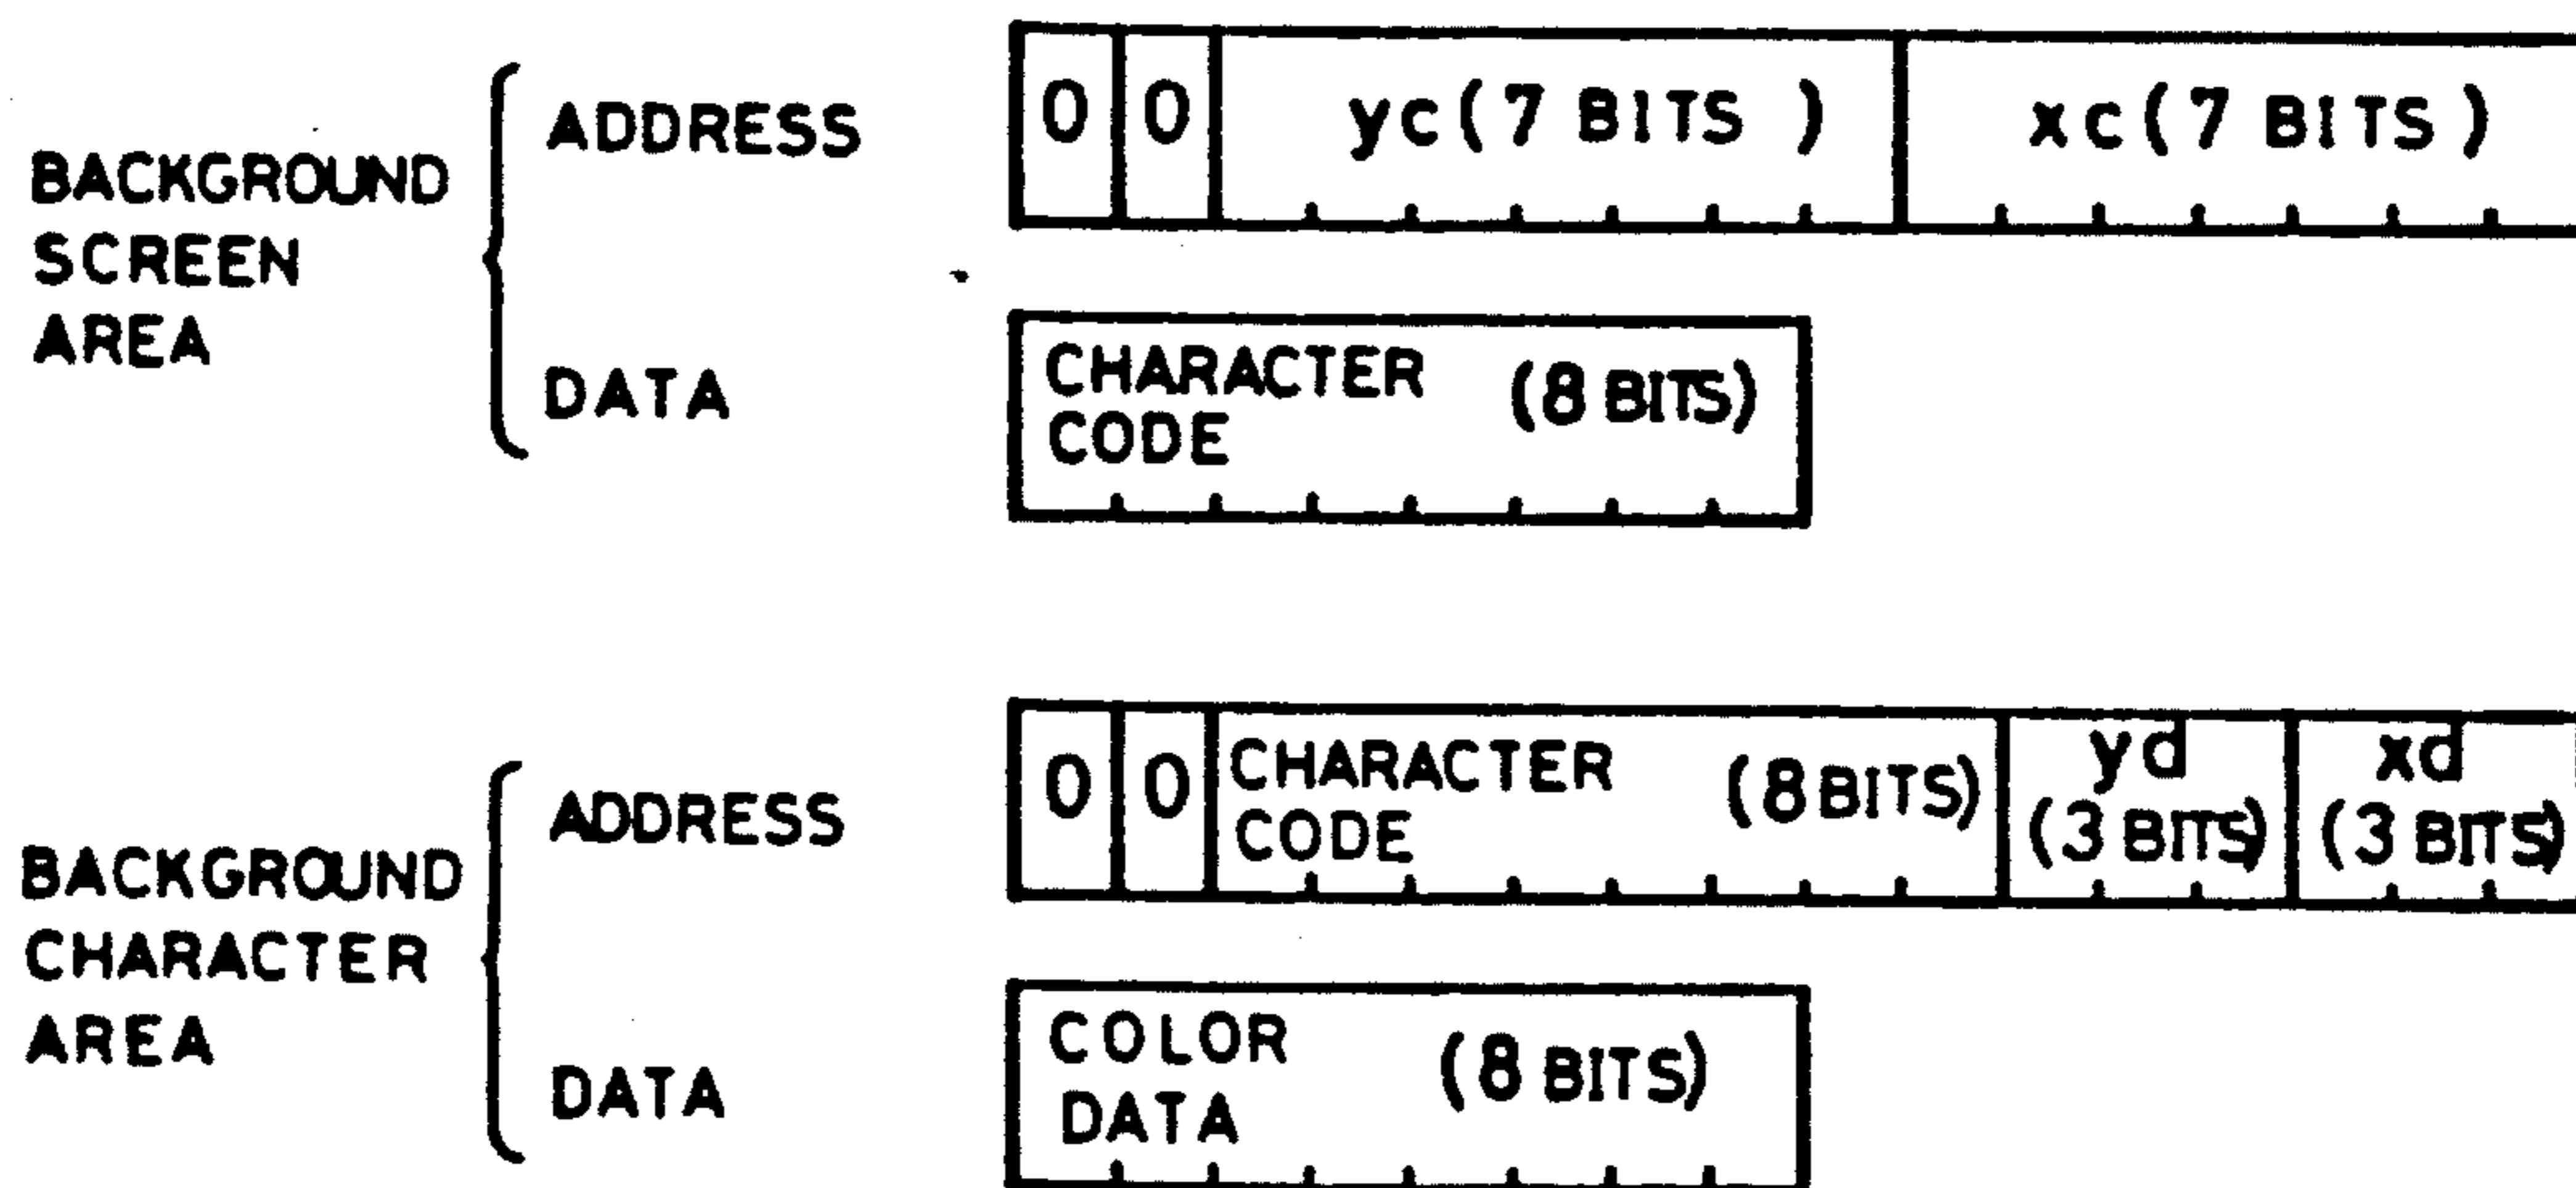 BACKGROUND
SCREEN
AREA
ADDRESS
0 0 yc(7 BITS ) xc(7 BITS )
DATA
CHARACTER (8 BITS)
CODE
BACKGROUND
CHARACTER
AREA
ADDRESS
0 0 CHARACTER (8 BITS) yd xd
CODE (3 BITS) (3 BITS)
DATA
COLOR (8 BITS)
DATA